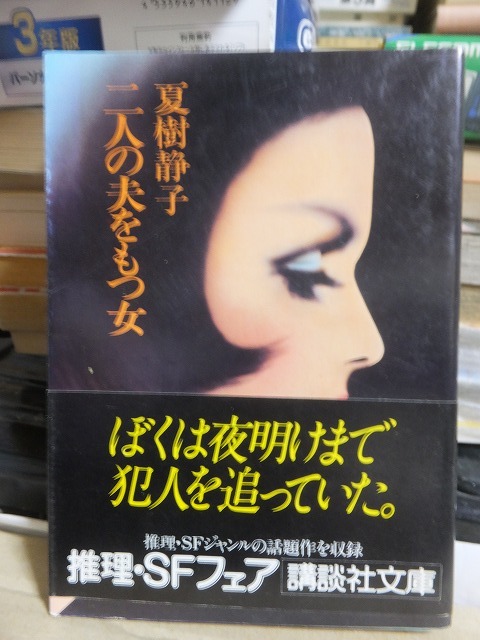 3年版
夏樹静子
二人の夫をもつ女
ぼくは夜明けまで
犯人を追っていた。
推理・SFジャンルの話題作を収録
推理・SFフェア
講談社文庫